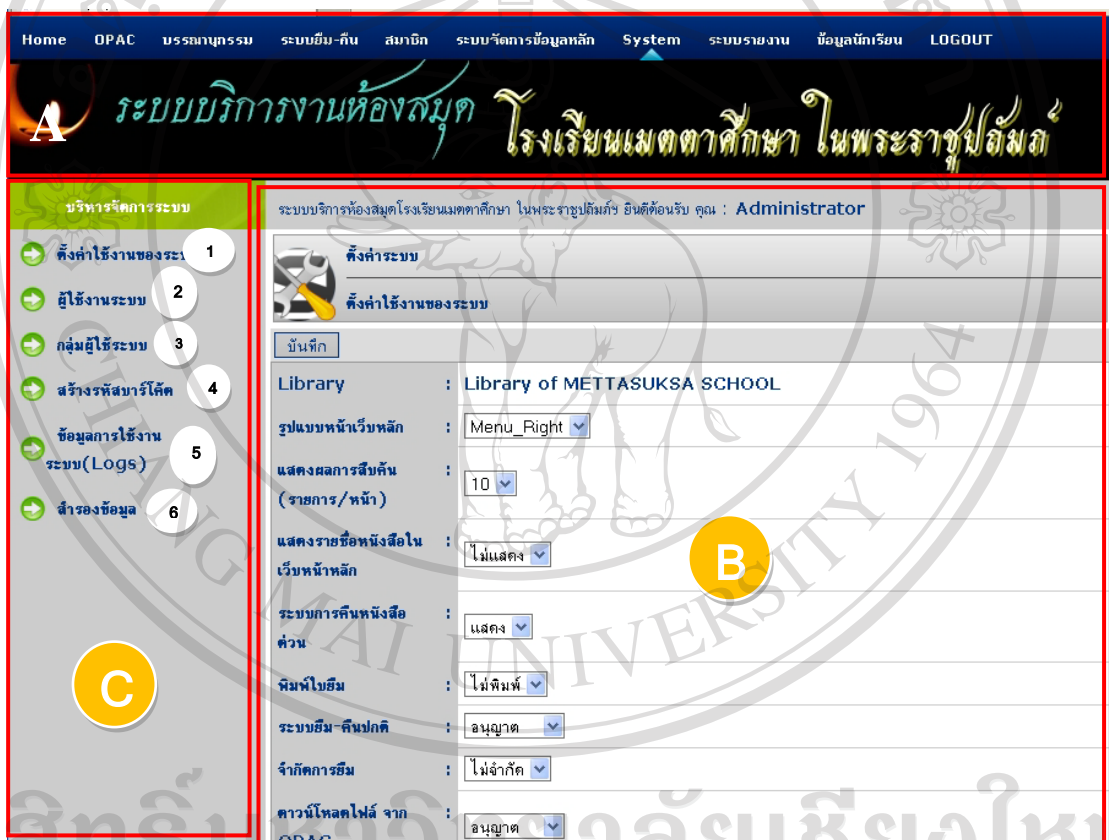 Home OPAC บรรณานุกรม ระบบยืม-คืน สมาชิก ระบบจัดการข้อมูลหลัก System ระบบรายงาน ข้อมูลนักเรียน LOGOUT
A ระบบบริการงานห้องสมุด โรงเรียนเมตตาศึกษา ในพระราชูปถัมภ์
บริหารจัดการระบบ
ตั้งค่าใช้งานของระบบ 1
ผู้ใช้งานระบบ 2
กลุ่มผู้ใช้ระบบ 3
สร้างรหัสบาร์โค้ต 4
ข้อมูลการใช้งาน
ระบบ(Logs) 5
สำรองข้อมูล 6
C
ระบบบริการห้องสมุดโรงเรียนเมตตาศึกษา ในพระราชูปถัมภ์ฯ ยินดีต้อนรับ คุณ : Administrator
ตั้งค่าระบบ
ตั้งค่าใช้งานของระบบ
บันทึก
Library : Library of METTASUKSA SCHOOL
รูปแบบหน้าเว็บหลัก : Menu_Right
แสดงผลการสืบค้น
(รายการ/หน้า) : 10
แสดงรายชื่อหนังสือใน
เว็บหน้าหลัก : ไม่แสดง
B
ระบบการคืนหนังสือ
ด่วน : แสดง
พิมพ์ใบยืม : ไม่พิมพ์
ระบบยืม-คืนปกติ : อนุญาต
จำกัดการยืม : ไม่จำกัด
ดาวน์โหลดไฟล์ จาก
OPAC : อนุญาต
CHIANG MAI UNIVERSITY 1964